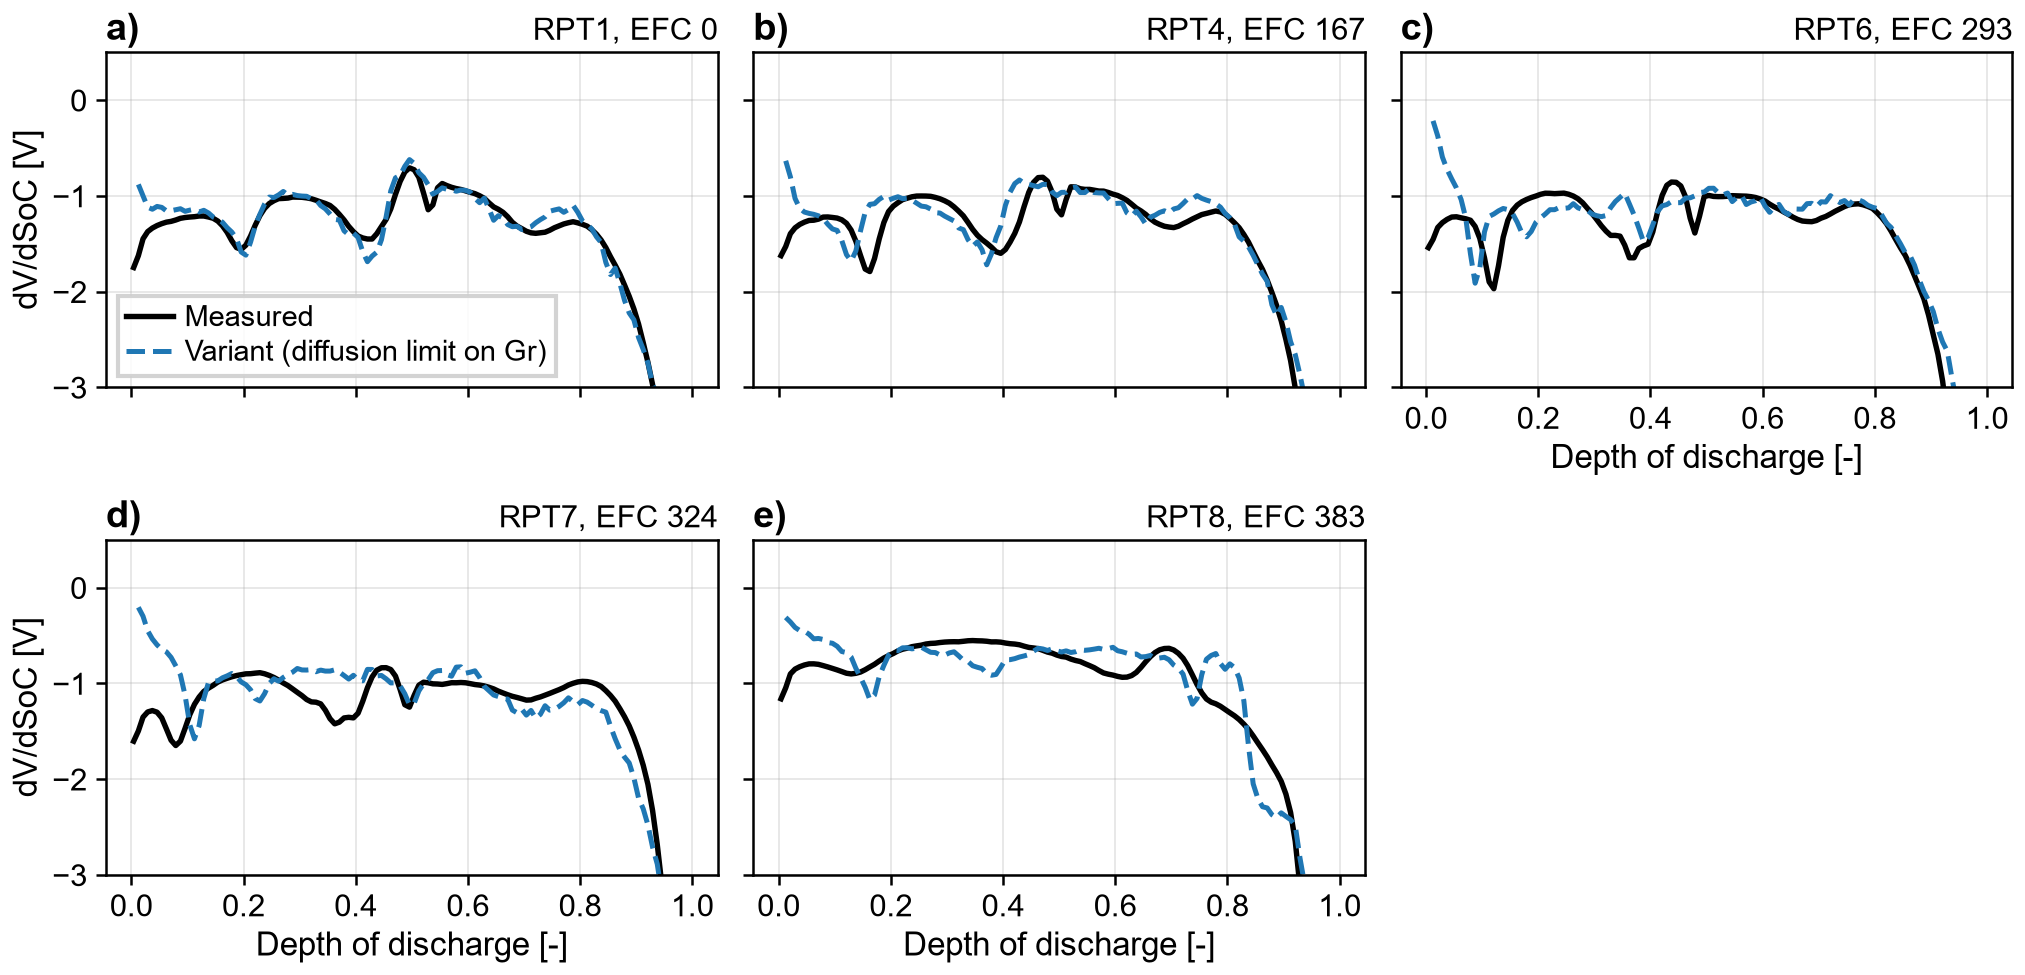 a) RPT1, EFC 0
b) RPT4, EFC 167
c) RPT6, EFC 293
dV/dSoC [V]
0
−1
−2
−3
Measured
Variant (diffusion limit on Gr)
0.0 0.2 0.4 0.6 0.8 1.0
Depth of discharge [-]
d) RPT7, EFC 324
e) RPT8, EFC 383
dV/dSoC [V]
0
−1
−2
−3
0.0 0.2 0.4 0.6 0.8 1.0
Depth of discharge [-]
0.0 0.2 0.4 0.6 0.8 1.0
Depth of discharge [-]